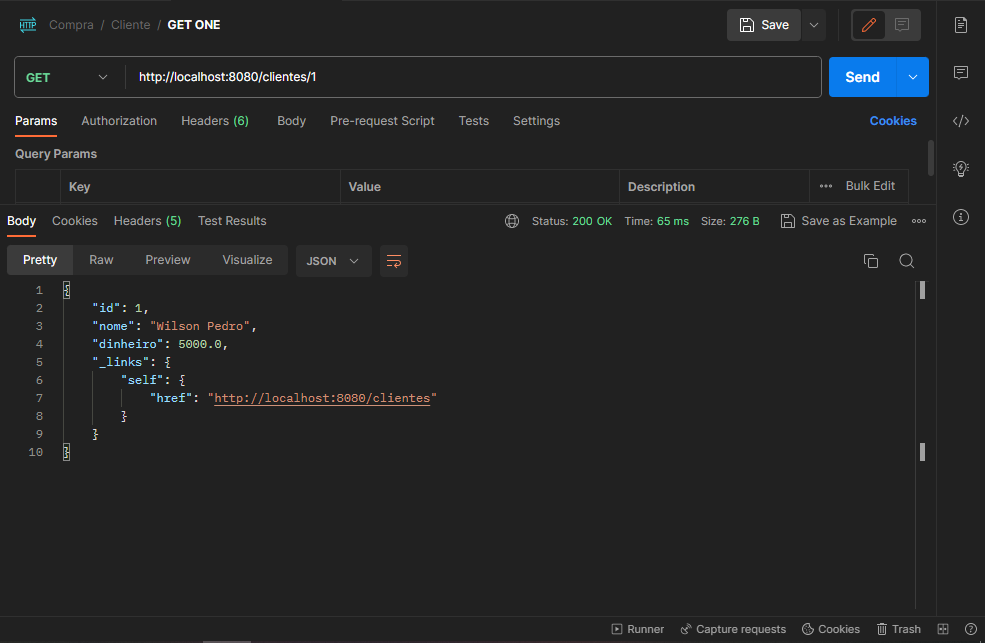 HTTP Compra / Cliente / GET ONE Save
GET http://localhost:8080/clientes/1 Send
Params Authorization Headers (6) Body Pre-request Script Tests Settings Cookies
Query Params
Key Value Description Bulk Edit
Body Cookies Headers (5) Test Results Status: 200 OK Time: 65 ms Size: 276 B Save as Example
Pretty Raw Preview Visualize JSON
1 {
2 "id": 1,
3 "nome": "Wilson Pedro",
4 "dinheiro": 5000.0,
5 "_links": {
6 "self": {
7 "href": "http://localhost:8080/clientes"
8 }
9 }
10 }
Runner Capture requests Cookies Trash